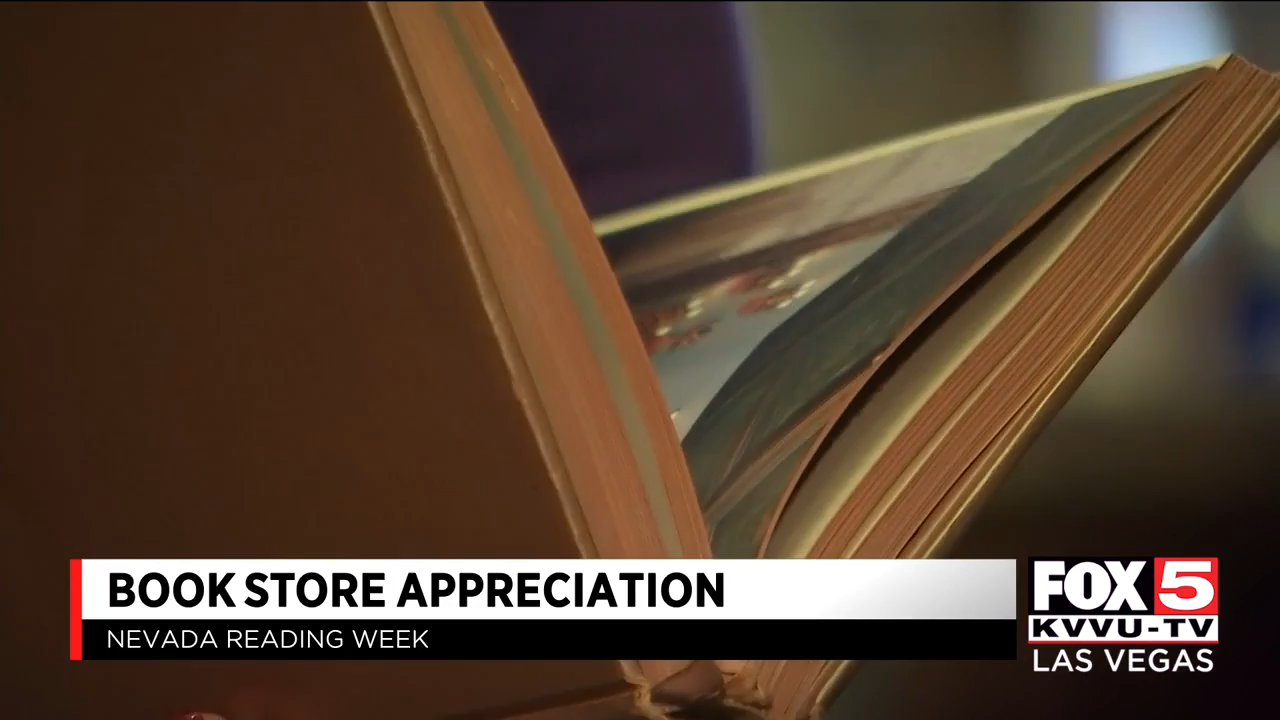 BOOK STORE APPRECIATION
NEVADA READING WEEK
FOX 5
KVVU-TV
LAS VEGAS